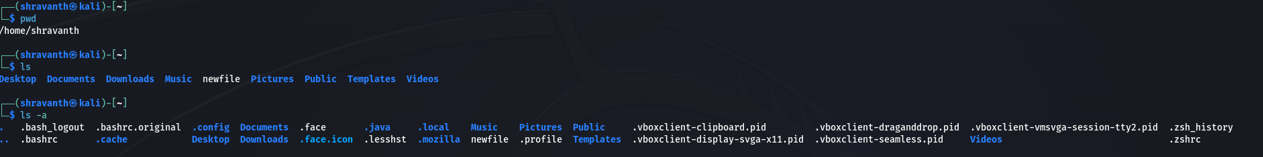 (shravanth㉿kali)-[~]
$ pwd
/home/shravanth
(shravanth㉿kali)-[~]
$ ls
Desktop Documents Downloads Music newfile Pictures Public Templates Videos
(shravanth㉿kali)-[~]
$ ls -a
. .bash_logout .bashrc.original .config Documents .face .java .local Music Pictures Public .vboxclient-clipboard.pid .vboxclient-draganddrop.pid .vboxclient-vmsvga-session-tty2.pid .zsh_history
.. .bashrc .cache Desktop Downloads .face.icon .lesshst .mozilla newfile .profile Templates .vboxclient-display-svga-x11.pid .vboxclient-seamless.pid Videos .zshrc